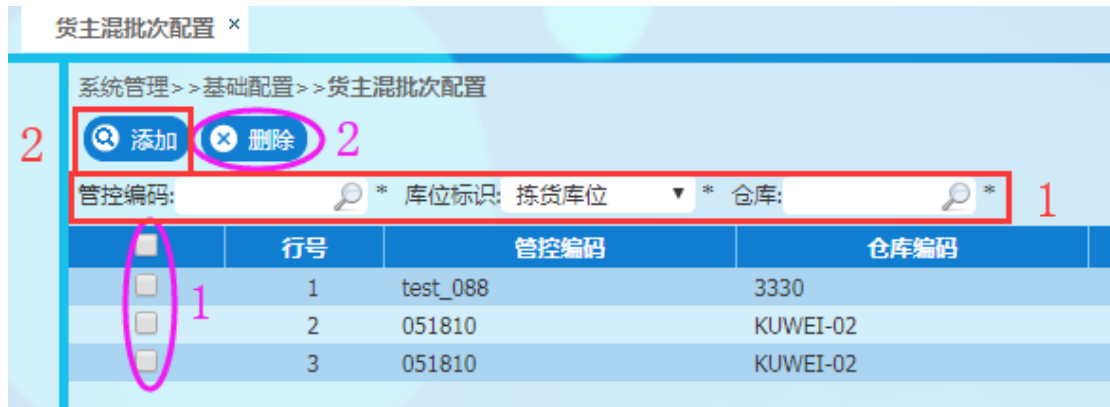 货主混批次配置 ×
系统管理>>基础配置>>货主混批次配置
2 添加 删除 2
管控编码: * 库位标识: 拣货库位 ▼ * 仓库: * 1
行号 管控编码 仓库编码
1 test_088 3330
1
2 051810 KUWEI-02
3 051810 KUWEI-02